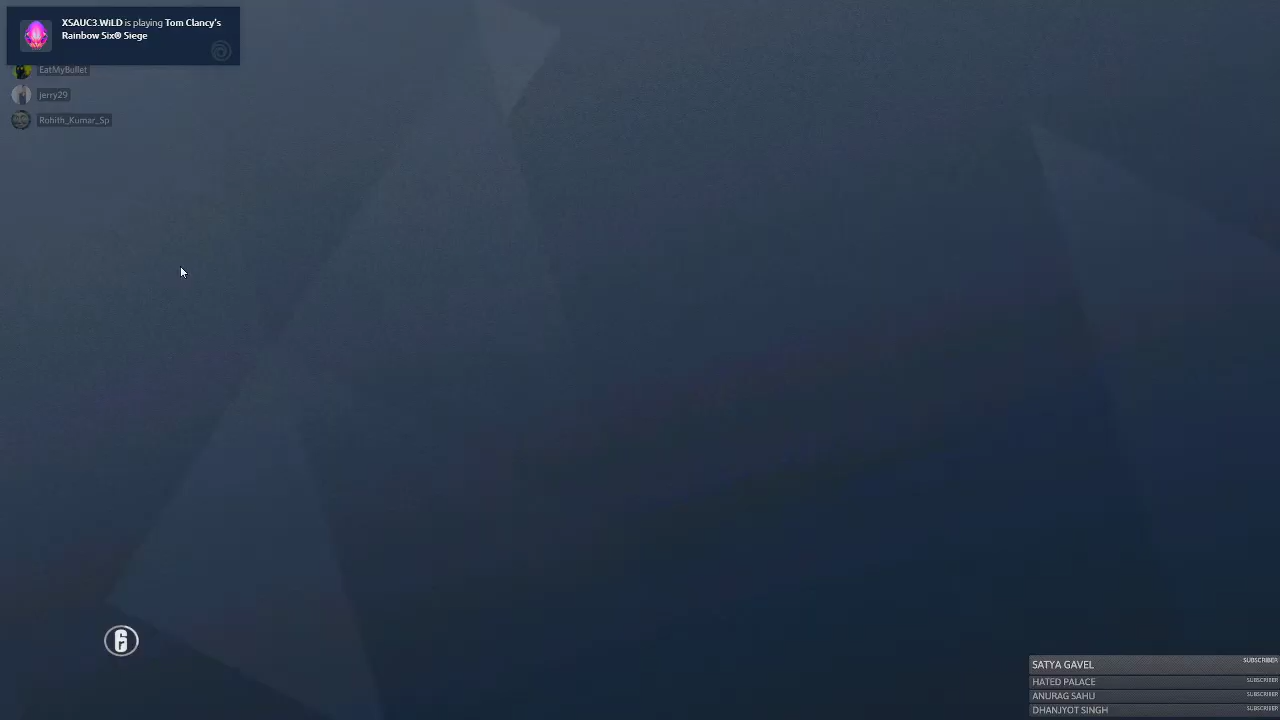 XSAUC3.WiLD is playing Tom Clancy's
Rainbow Six® Siege
EatMyBullet
jerry29
Rohith_Kumar_Sp
6
SATYA GAVEL SUBSCRIBER
HATED PALACE SUBSCRIBER
ANURAG SAHU SUBSCRIBER
DHANJYOT SINGH SUBSCRIBER